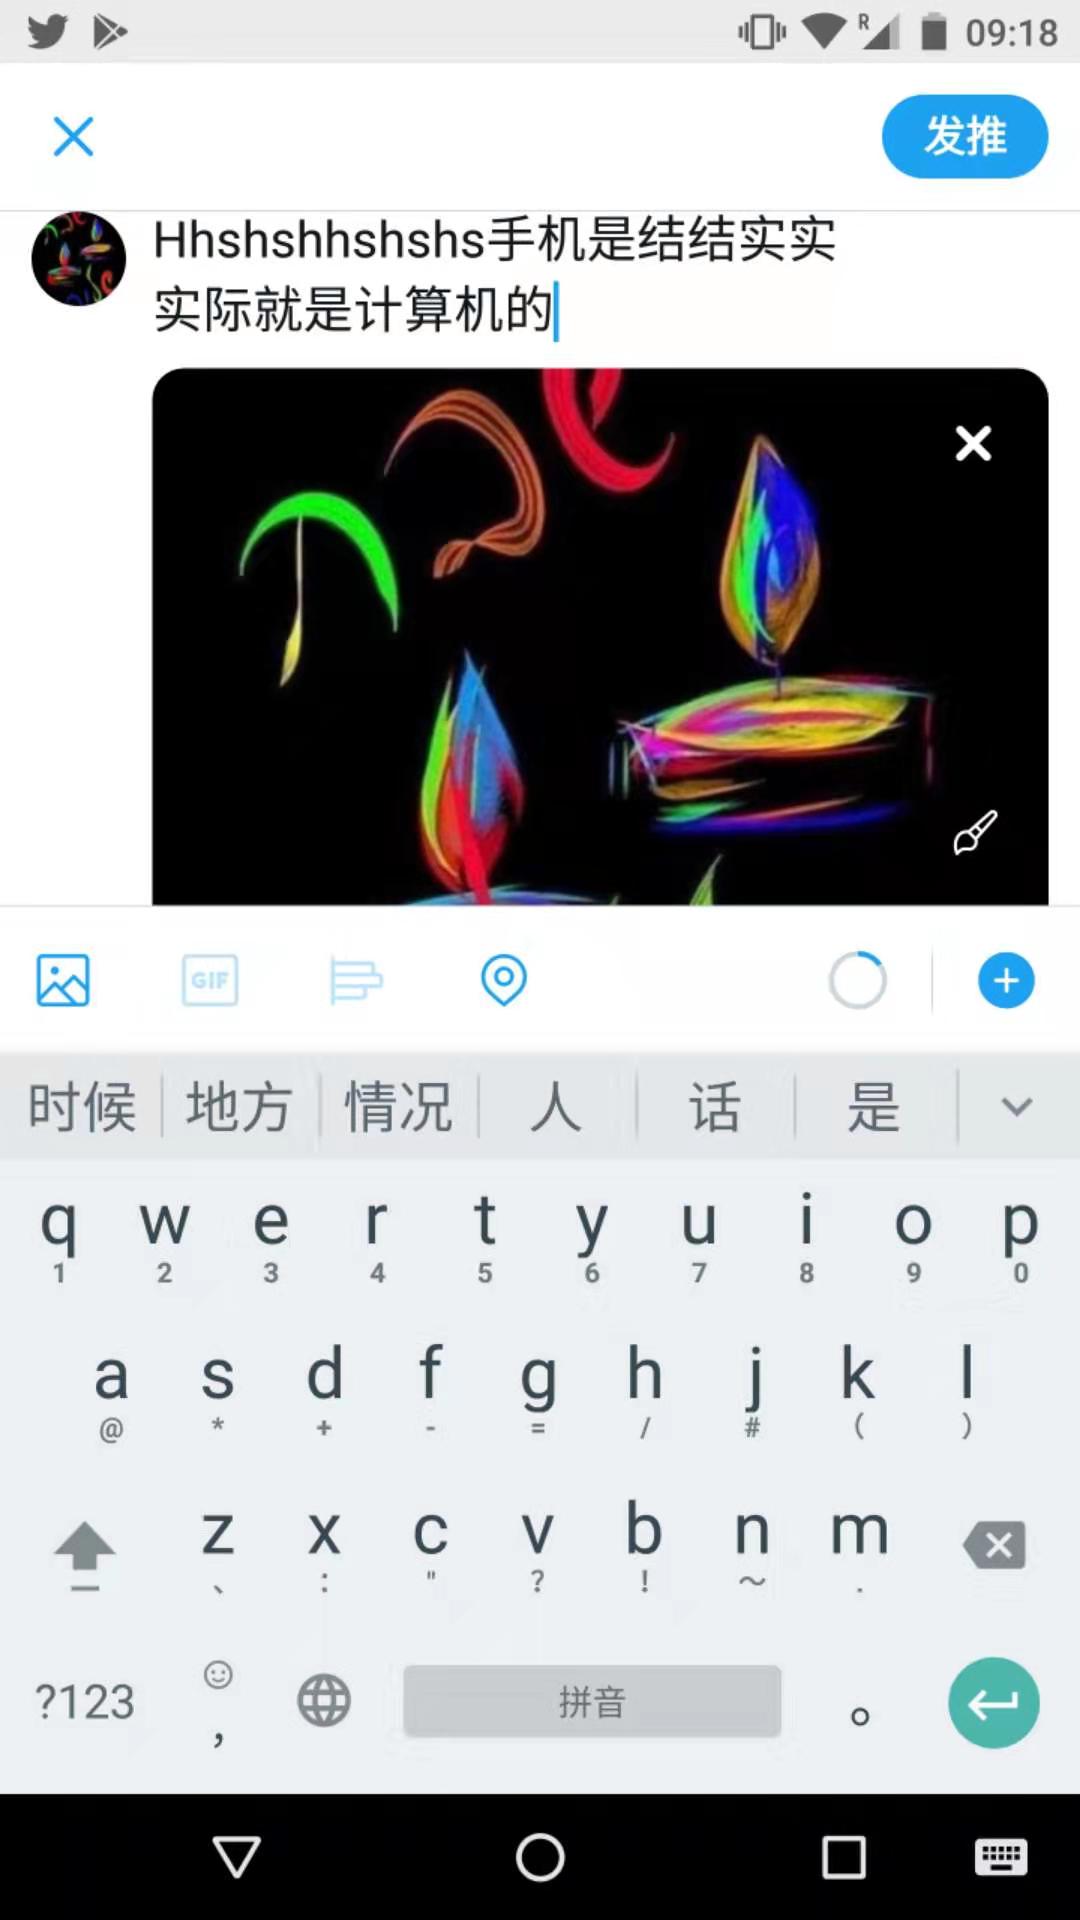 R 09:18
发推
Hhshshhshshs手机是结结实实
实际就是计算机的
GIF
时候 地方 情况 人 话 是
q w e r t y u i o p
1 2 3 4 5 6 7 8 9 0
a s d f g h j k l
@ * + - = / # ( )
z x c v b n m
、 : " ? ! ～ .
?123 , 拼音 。